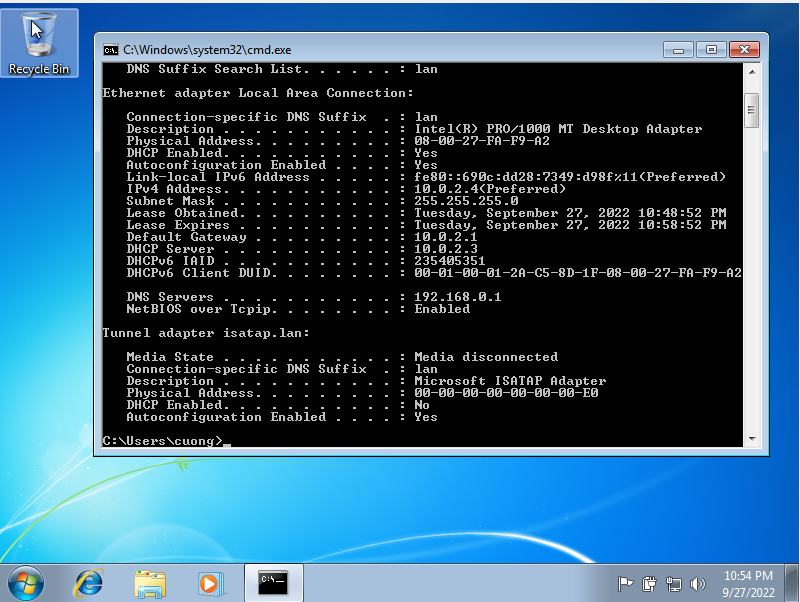 Recycle Bin
C:\Windows\system32\cmd.exe
DNS Suffix Search List. . . . . . : lan
Ethernet adapter Local Area Connection:
Connection-specific DNS Suffix  . : lan
Description . . . . . . . . . . . : Intel(R) PRO/1000 MT Desktop Adapter
Physical Address. . . . . . . . . : 08-00-27-FA-F9-A2
DHCP Enabled. . . . . . . . . . . : Yes
Autoconfiguration Enabled . . . . : Yes
Link-local IPv6 Address . . . . . : fe80::690c:dd28:7349:d98f%11(Preferred)
IPv4 Address. . . . . . . . . . . : 10.0.2.4(Preferred)
Subnet Mask . . . . . . . . . . . : 255.255.255.0
Lease Obtained. . . . . . . . . . : Tuesday, September 27, 2022 10:48:52 PM
Lease Expires . . . . . . . . . . : Tuesday, September 27, 2022 10:58:52 PM
Default Gateway . . . . . . . . . : 10.0.2.1
DHCP Server . . . . . . . . . . . : 10.0.2.3
DHCPv6 IAID . . . . . . . . . . . : 235405351
DHCPv6 Client DUID. . . . . . . . : 00-01-00-01-2A-C5-8D-1F-08-00-27-FA-F9-A2
DNS Servers . . . . . . . . . . . : 192.168.0.1
NetBIOS over Tcpip. . . . . . . . : Enabled
Tunnel adapter isatap.lan:
Media State . . . . . . . . . . . : Media disconnected
Connection-specific DNS Suffix  . : lan
Description . . . . . . . . . . . : Microsoft ISATAP Adapter
Physical Address. . . . . . . . . : 00-00-00-00-00-00-00-E0
DHCP Enabled. . . . . . . . . . . : No
Autoconfiguration Enabled . . . . : Yes
C:\Users\cuong>_
10:54 PM
9/27/2022